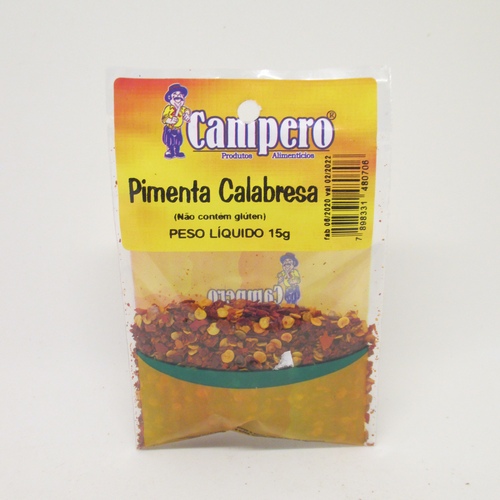 Campero®
Produtos Alimentícios
Pimenta Calabresa
(Não contém glúten)
PESO LÍQUIDO 15g
fab 08/2020 val 02/2022
7 898331 480706
Campero